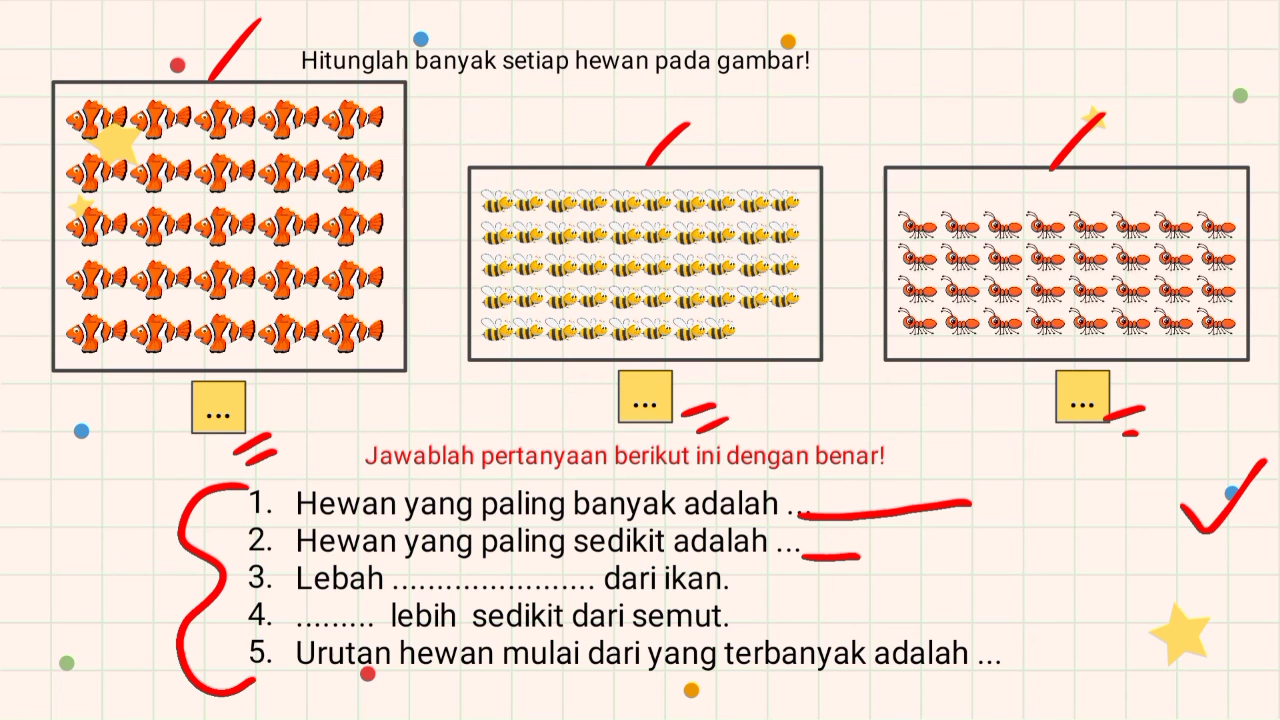 Hitunglah banyak setiap hewan pada gambar!
...
...
...
Jawablah pertanyaan berikut ini dengan benar!
1. Hewan yang paling banyak adalah ...
2. Hewan yang paling sedikit adalah ...
3. Lebah ....................... dari ikan.
4. ......... lebih sedikit dari semut.
5. Urutan hewan mulai dari yang terbanyak adalah ...